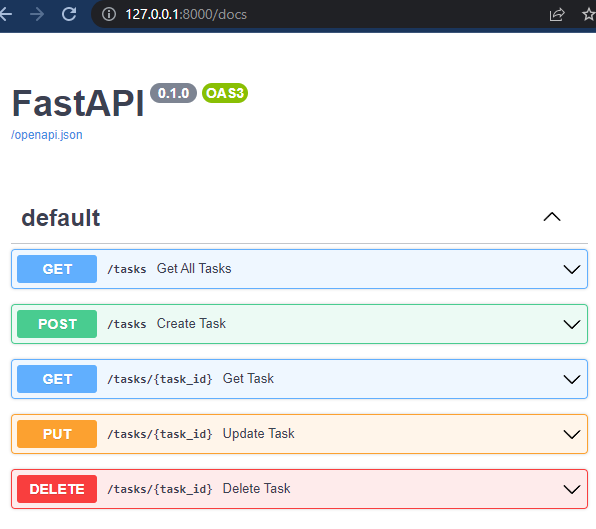 127.0.0.1:8000/docs
FastAPI 0.1.0 OAS3
/openapi.json
default
GET /tasks Get All Tasks
POST /tasks Create Task
GET /tasks/{task_id} Get Task
PUT /tasks/{task_id} Update Task
DELETE /tasks/{task_id} Delete Task